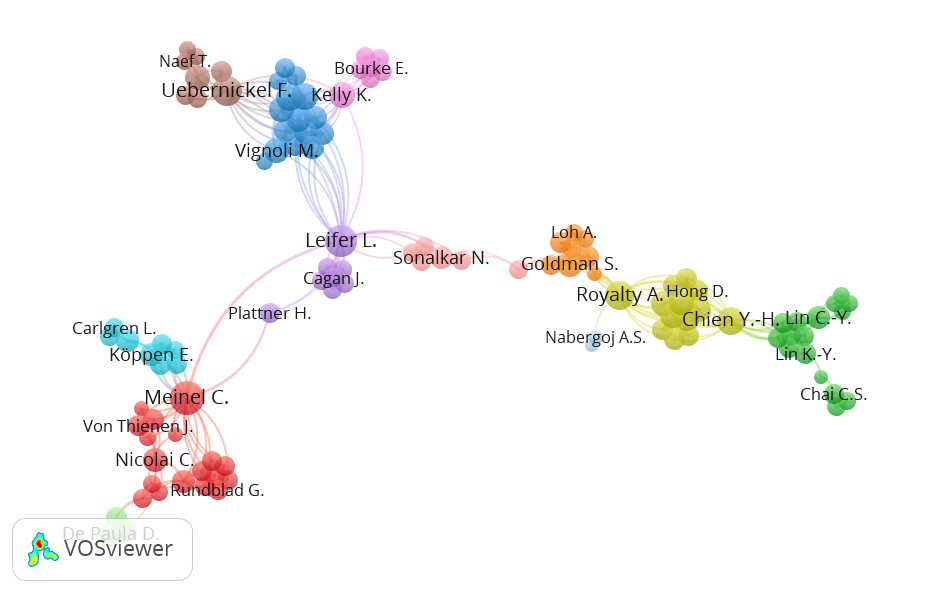 Naef T.
Bourke E.
Uebernickel F.
Kelly K.
Vignoli M.
Loh A.
Leifer L.
Sonalkar N.
Goldman S.
Cagan J.
Royalty A.
Hong D.
Plattner H.
Chien Y.-H.
Lin C.-Y.
Carlgren L.
Nabergoj A.S.
Köppen E.
Lin K.-Y.
Meinel C.
Chai C.S.
Von Thienen J.
Nicolai C.
Rundblad G.
De Paula D.
VOSviewer